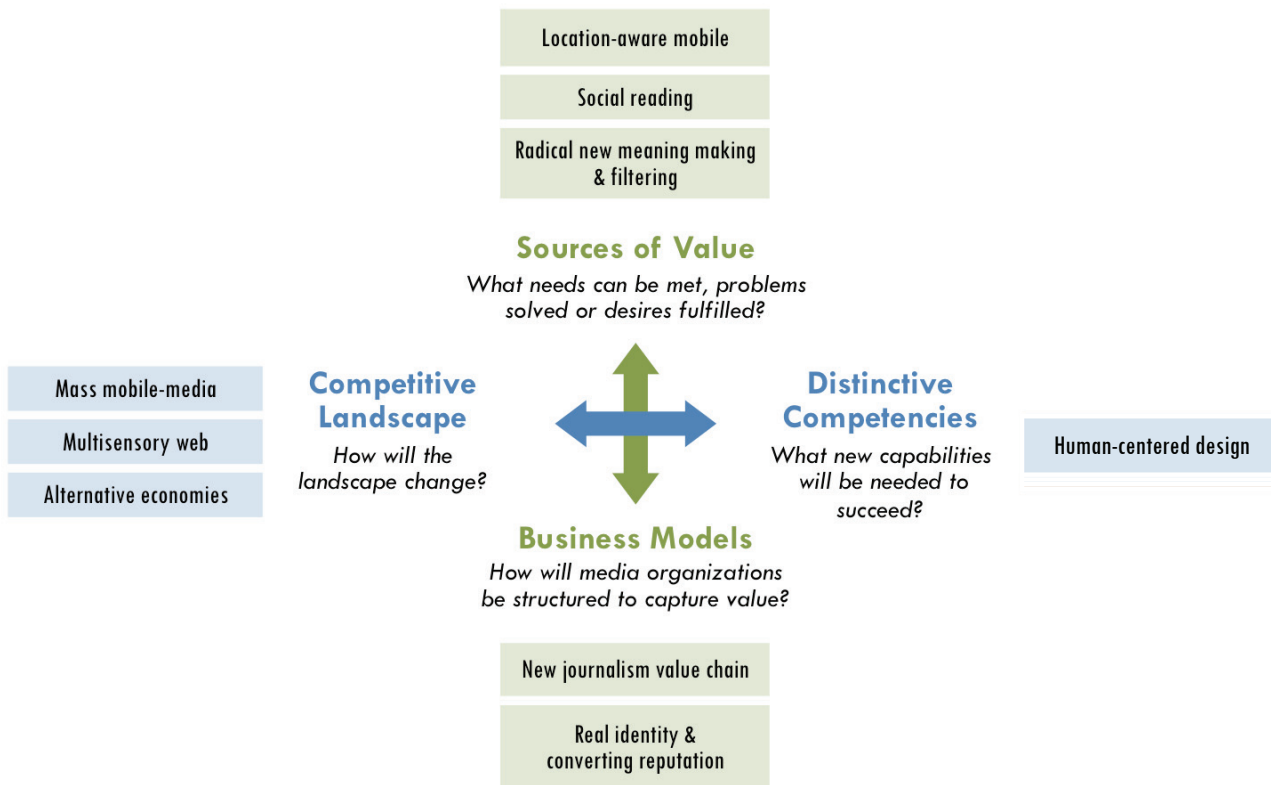 Location-aware mobile
Social reading
Radical new meaning making
& filtering
Sources of Value
What needs can be met, problems
solved or desires fulfilled?
Mass mobile-media
Multisensory web
Alternative economies
Competitive
Landscape
How will the
landscape change?
Distinctive
Competencies
What new capabilities
will be needed to
succeed?
Human-centered design
Business Models
How will media organizations
be structured to capture value?
New journalism value chain
Real identity &
converting reputation